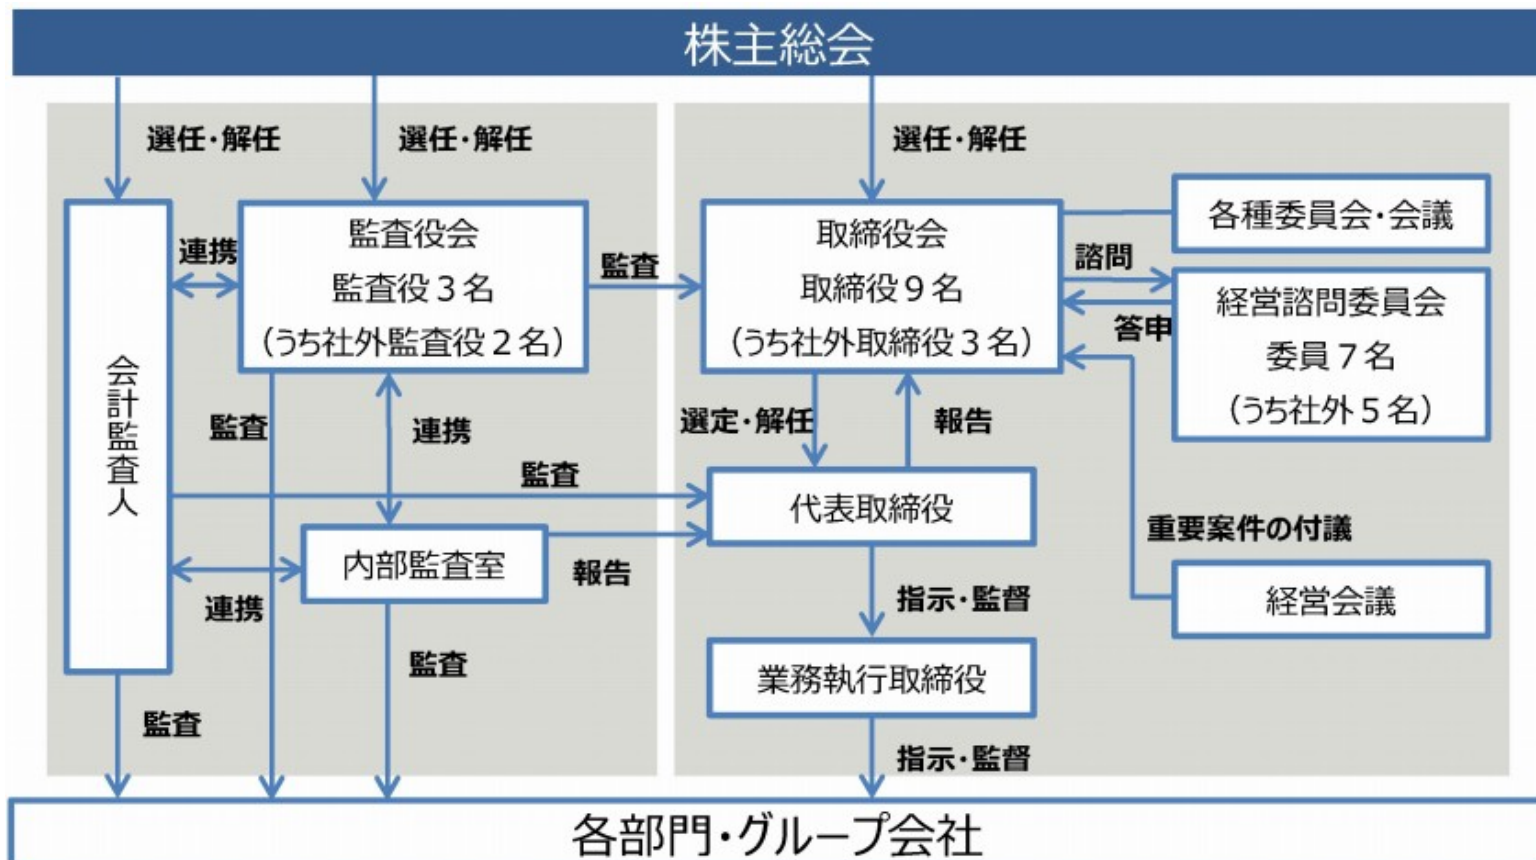 株主総会
選任・解任
選任・解任
選任・解任
会計監査人
連携
監査役会
監査役３名
（うち社外監査役２名）
監査
取締役会
取締役９名
（うち社外取締役３名）
各種委員会・会議
諮問
答申
経営諮問委員会
委員７名
（うち社外５名）
監査
連携
選定・解任
報告
監査
代表取締役
重要案件の付議
内部監査室
報告
連携
指示・監督
経営会議
監査
業務執行取締役
監査
指示・監督
各部門・グループ会社